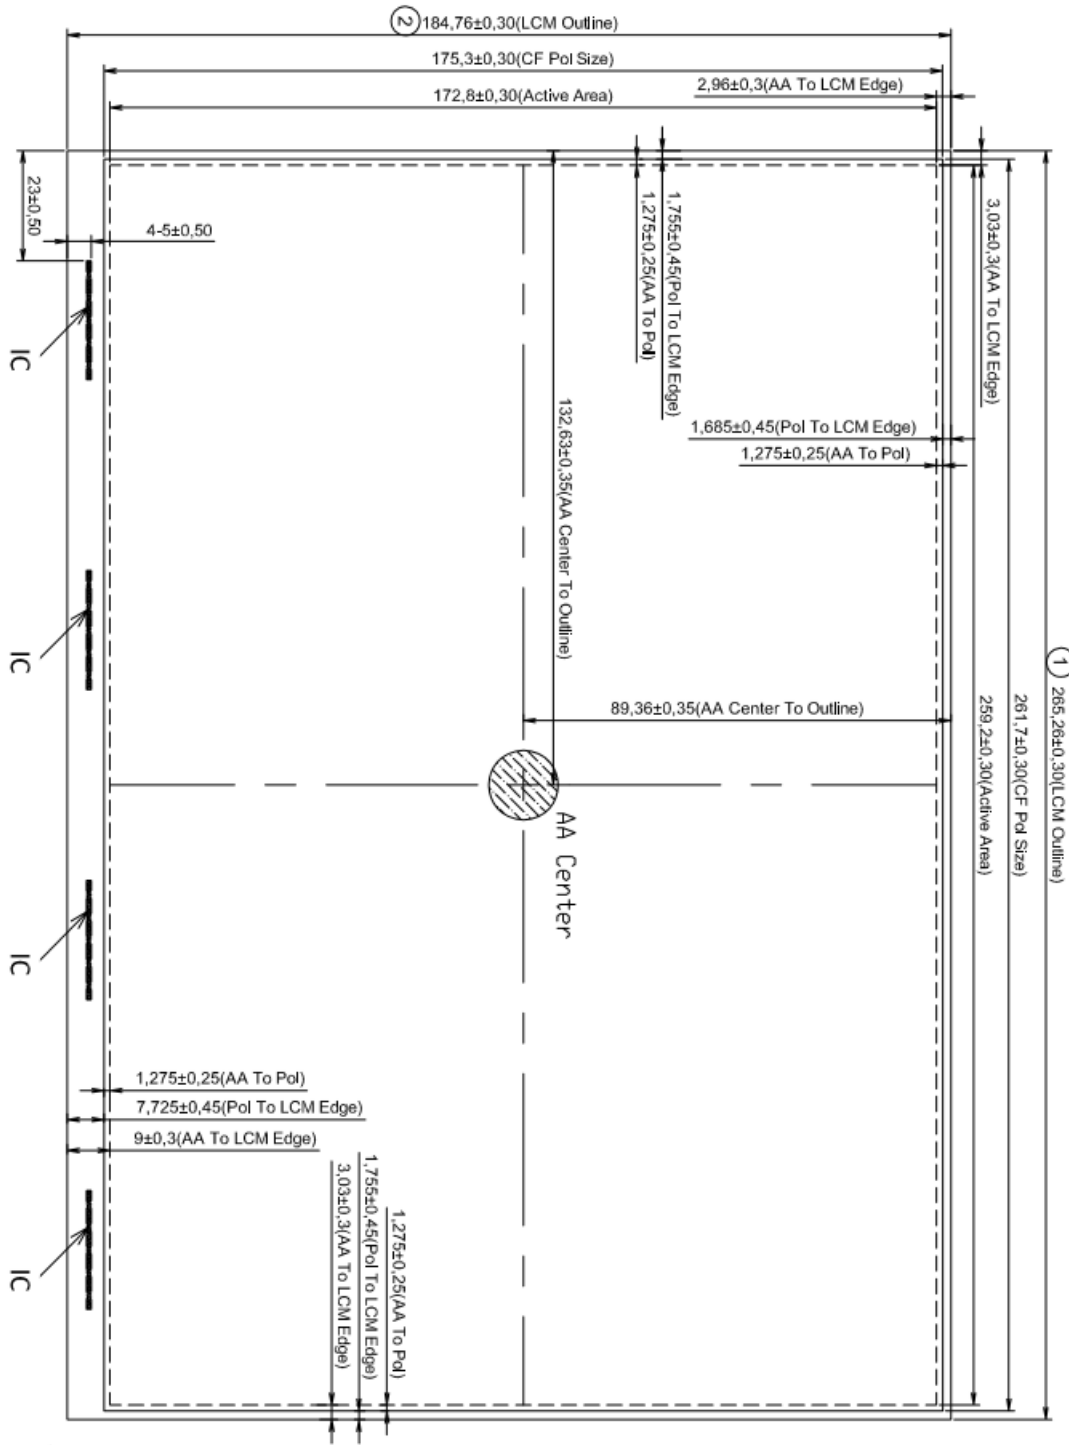 2 184,76±0,30(LCM Outline)
175,3±0,30(CF Pol Size)
2,96±0,3(AA To LCM Edge)
172,8±0,30(Active Area)
23±0,50
4-5±0,50
1,275±0,25(AA To Pol)
1,755±0,45(Pol To LCM Edge)
3,03±0,3(AA To LCM Edge)
IC
132,63±0,35(AA Center To Outline)
1,685±0,45(Pol To LCM Edge)
1,275±0,25(AA To Pol)
IC
1 265,26±0,30(LCM Outline)
261,7±0,30(CF Pol Size)
259,2±0,30(Active Area)
89,36±0,35(AA Center To Outline)
AA Center
IC
1,275±0,25(AA To Pol)
7,725±0,45(Pol To LCM Edge)
9±0,3(AA To LCM Edge)
3,03±0,3(AA To LCM Edge)
1,755±0,45(Pol To LCM Edge)
1,275±0,25(AA To Pol)
IC